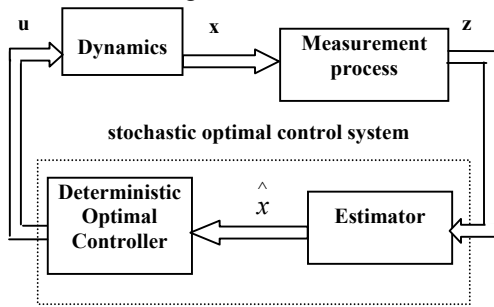 u
Dynamics
x
Measurement
process
z
stochastic optimal control system
Deterministic
Optimal
Controller
^
x
Estimator